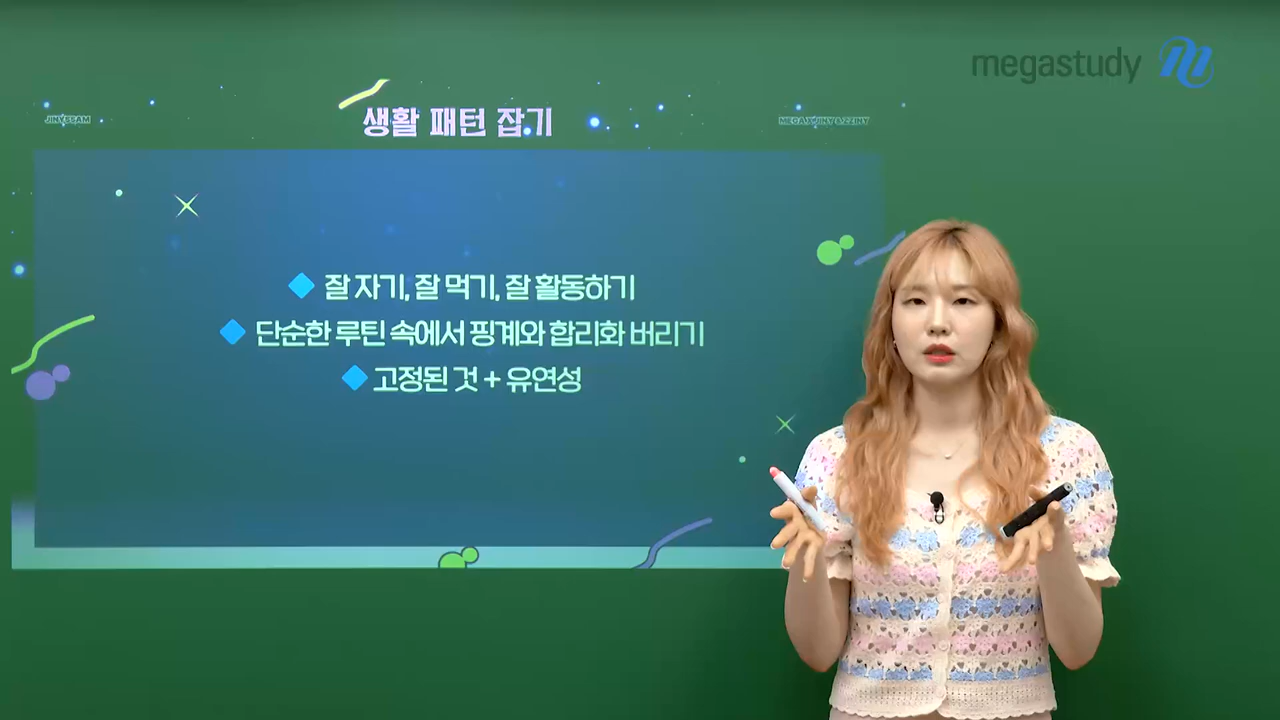 megastudy
JINYSSAM
생활 패턴 잡기
잘 자기, 잘 먹기, 잘 활동하기
단순한 루틴 속에서 핑계와 합리화 버리기
고정된 것 + 유연성